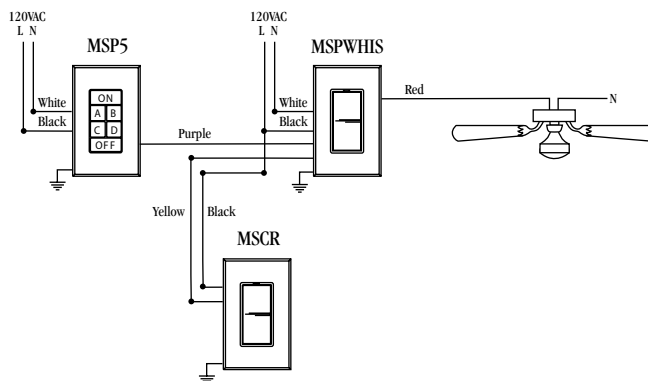 120VAC
L N
MSP5
ON
A B
C D
OFF
White
Black
Purple
120VAC
L N
MSPWHIS
White
Black
Red
N
Yellow
Black
MSCR